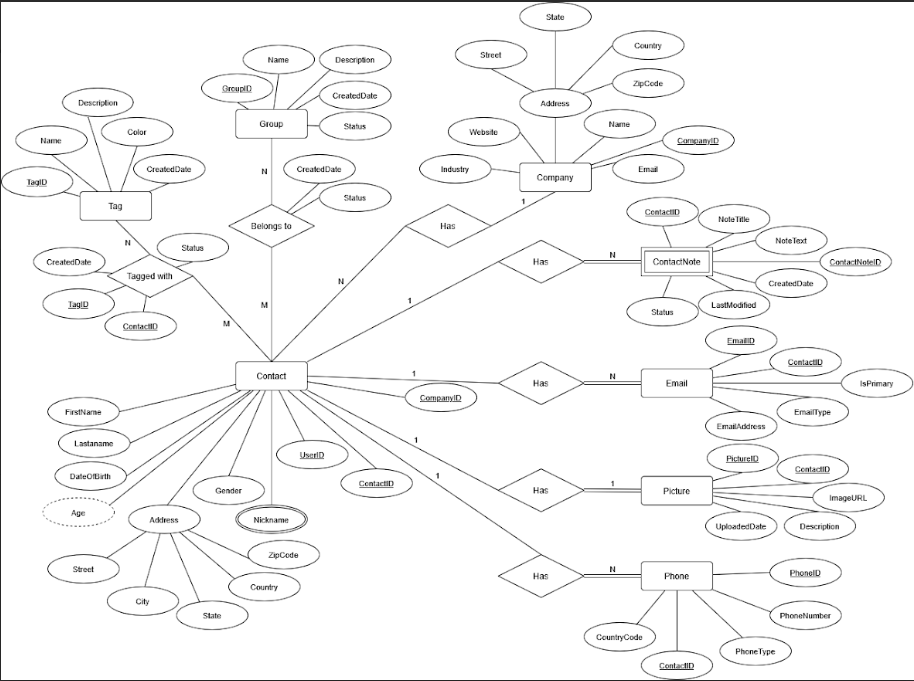 State
Country
Street
ZipCode
Address
Name
Description
GroupID
CreatedDate
Group
Status
Website
Name
CompanyID
Industry
Company
Email
Description
Name
Color
CreatedDate
TagID
Tag
N
CreatedDate
Status
Belongs to
1
Has
ContactID
NoteTitle
NoteText
ContactNote
ContactNoteID
CreatedDate
LastModified
Status
N
Has
N
Status
CreatedDate
Tagged with
TagID
ContactID
M
M
N
1
Contact
1
Has
N
Email
EmailID
ContactID
IsPrimary
EmailType
EmailAddress
CompanyID
FirstName
Lastaname
DateOfBirth
Age
Address
Gender
Nickname
UserID
ContactID
Street
City
State
Country
ZipCode
1
Has
1
Picture
PictureID
ContactID
ImageURL
Description
UploadedDate
1
Has
N
Phone
PhoneID
PhoneNumber
PhoneType
ContactID
CountryCode